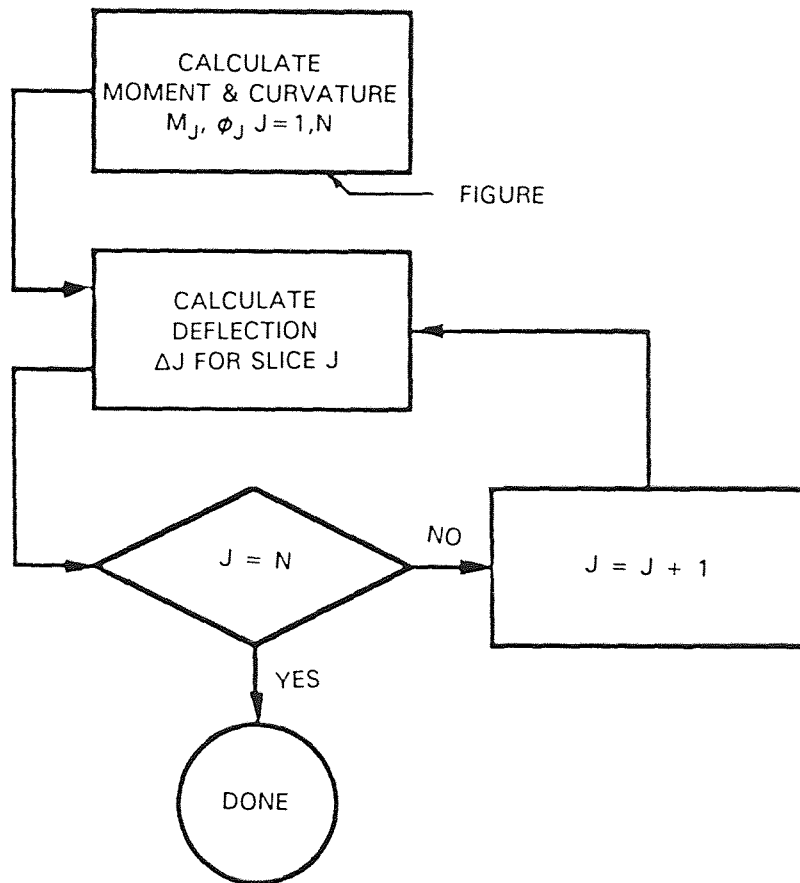 CALCULATE
MOMENT & CURVATURE
M_J, ϕ_J J=1,N
FIGURE
CALCULATE
DEFLECTION
ΔJ FOR SLICE J
J = N
NO
J = J + 1
YES
DONE